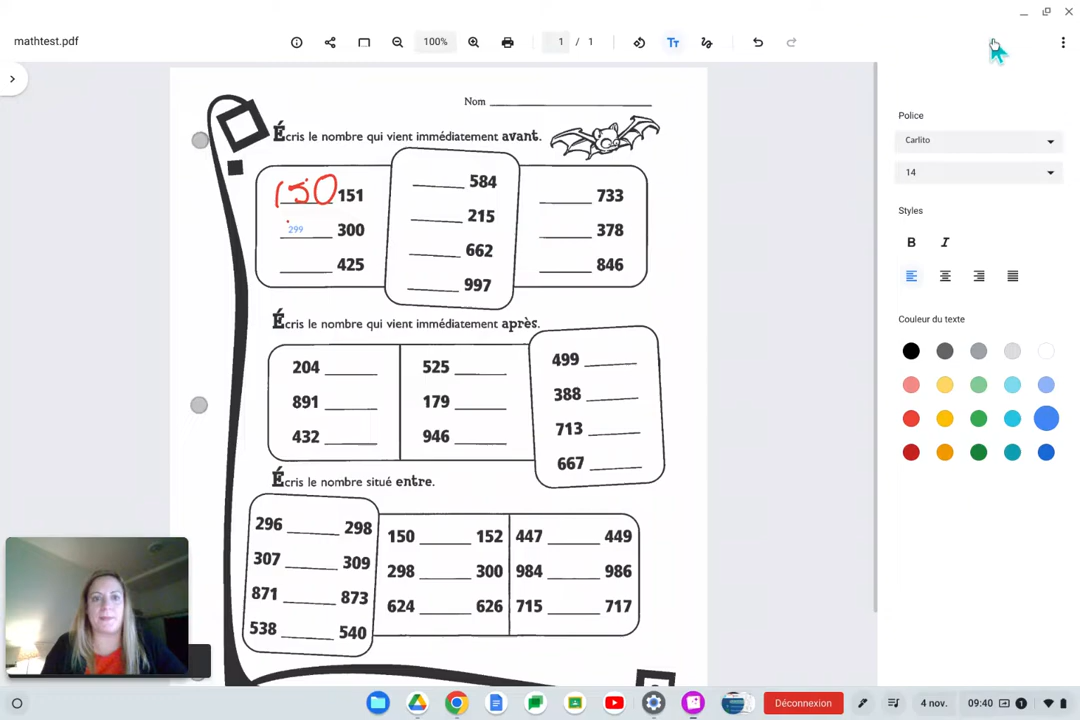 mathtest.pdf
100%
1 / 1
Nom
Écris le nombre qui vient immédiatement avant.
150 151
299 300
425
584
215
662
997
733
378
846
Écris le nombre qui vient immédiatement après.
204
891
432
525
179
946
499
388
713
667
Écris le nombre situé entre.
296 298
307 309
871 873
538 540
150 152
298 300
624 626
447 449
984 986
715 717
Police
Carlito
14
Styles
B I
Couleur du texte
Déconnexion
4 nov.
09:40
1